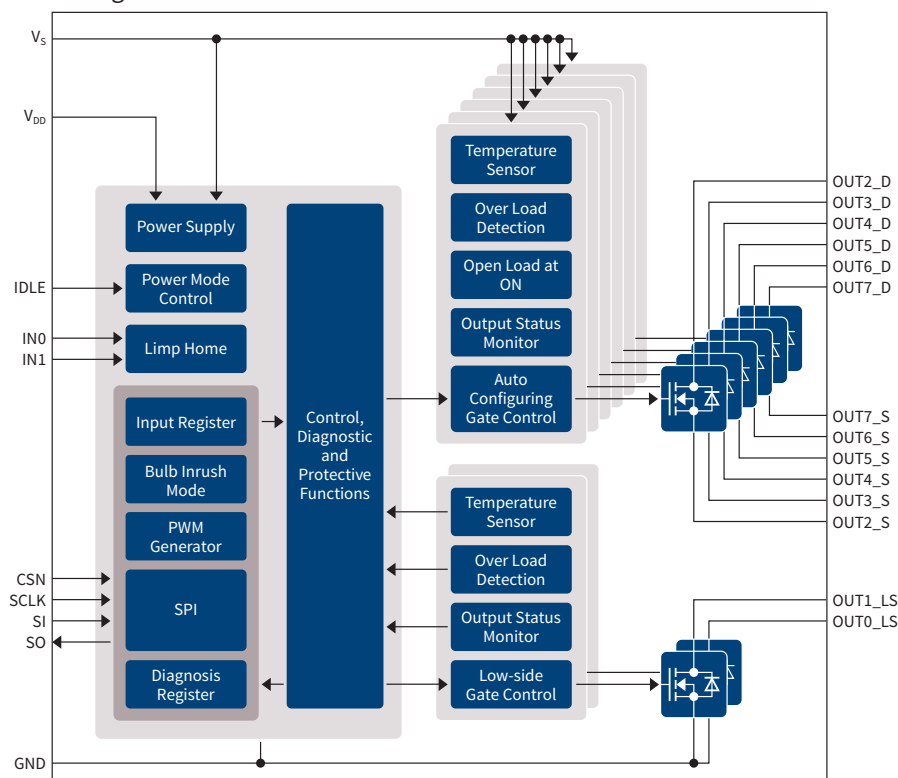 V_S
V_DD
IDLE
IN0
IN1
CSN
SCLK
SI
SO
GND
Power Supply
Power Mode
Control
Limp Home
Input Register
Bulb Inrush
Mode
PWM
Generator
SPI
Diagnosis
Register
Control,
Diagnostic
and
Protective
Functions
Temperature
Sensor
Over Load
Detection
Open Load at
ON
Output Status
Monitor
Auto
Configuring
Gate Control
Temperature
Sensor
Over Load
Detection
Output Status
Monitor
Low-side
Gate Control
OUT2_D
OUT3_D
OUT4_D
OUT5_D
OUT6_D
OUT7_D
OUT7_S
OUT6_S
OUT5_S
OUT4_S
OUT3_S
OUT2_S
OUT1_LS
OUT0_LS